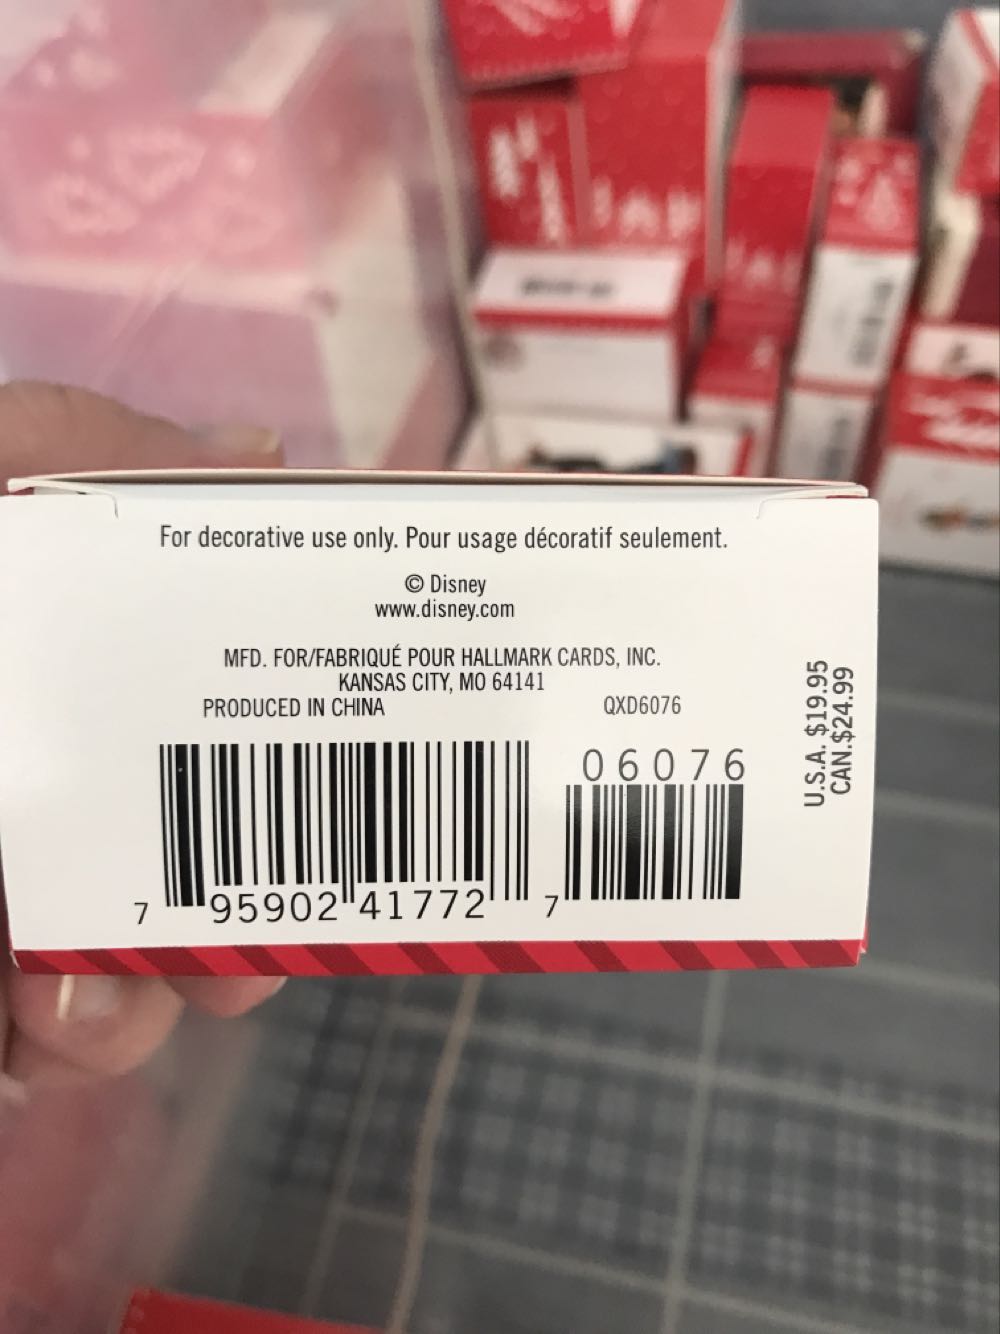 For decorative use only. Pour usage décoratif seulement.
© Disney
www.disney.com
MFD. FOR/FABRIQUÉ POUR HALLMARK CARDS, INC.
KANSAS CITY, MO 64141
PRODUCED IN CHINA QXD6076
06076
7 95902 41772 7
U.S.A. $19.95
CAN.$24.99